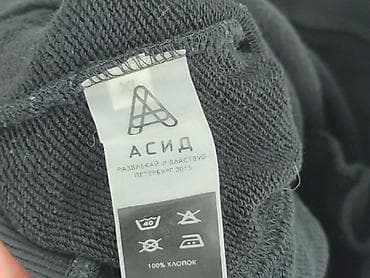 АСИД
РАЗВЛЕКАЙ И ВЛАСТВУЙ
ПЕТЕРБУРГ 2015
40
100% ХЛОПОК